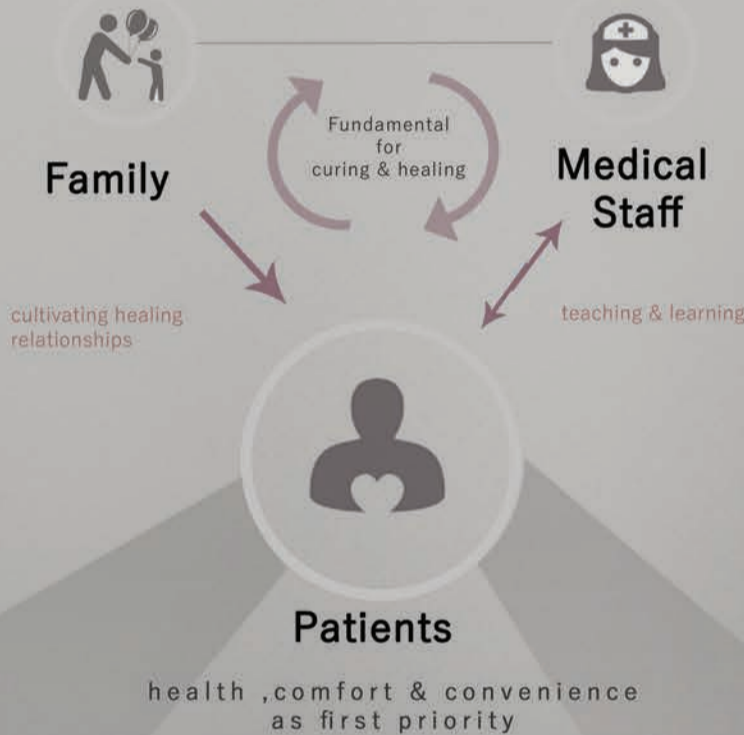 Fundamental
for
curing & healing
Family
Medical
Staff
cultivating healing
relationships
teaching & learning
Patients
health ,comfort & convenience
as first priority